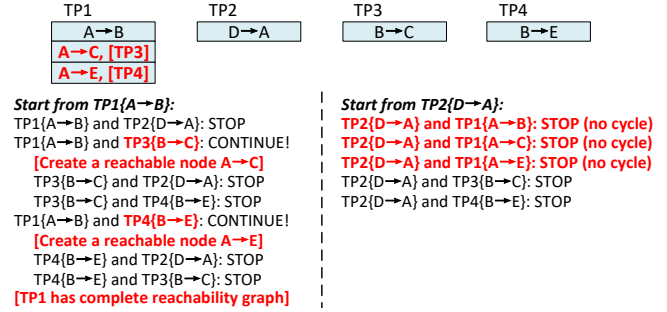 TP1 TP2 TP3 TP4
A→B D→A B→C B→E
A→C, [TP3]
A→E, [TP4]
Start from TP1{A→B}:
TP1{A→B} and TP2{D→A}: STOP
TP1{A→B} and TP3{B→C}: CONTINUE!
[Create a reachable node A→C]
TP3{B→C} and TP2{D→A}: STOP
TP3{B→C} and TP4{B→E}: STOP
TP1{A→B} and TP4{B→E}: CONTINUE!
[Create a reachable node A→E]
TP4{B→E} and TP2{D→A}: STOP
TP4{B→E} and TP3{B→C}: STOP
[TP1 has complete reachability graph]
Start from TP2{D→A}:
TP2{D→A} and TP1{A→B}: STOP (no cycle)
TP2{D→A} and TP1{A→C}: STOP (no cycle)
TP2{D→A} and TP1{A→E}: STOP (no cycle)
TP2{D→A} and TP3{B→C}: STOP
TP2{D→A} and TP4{B→E}: STOP